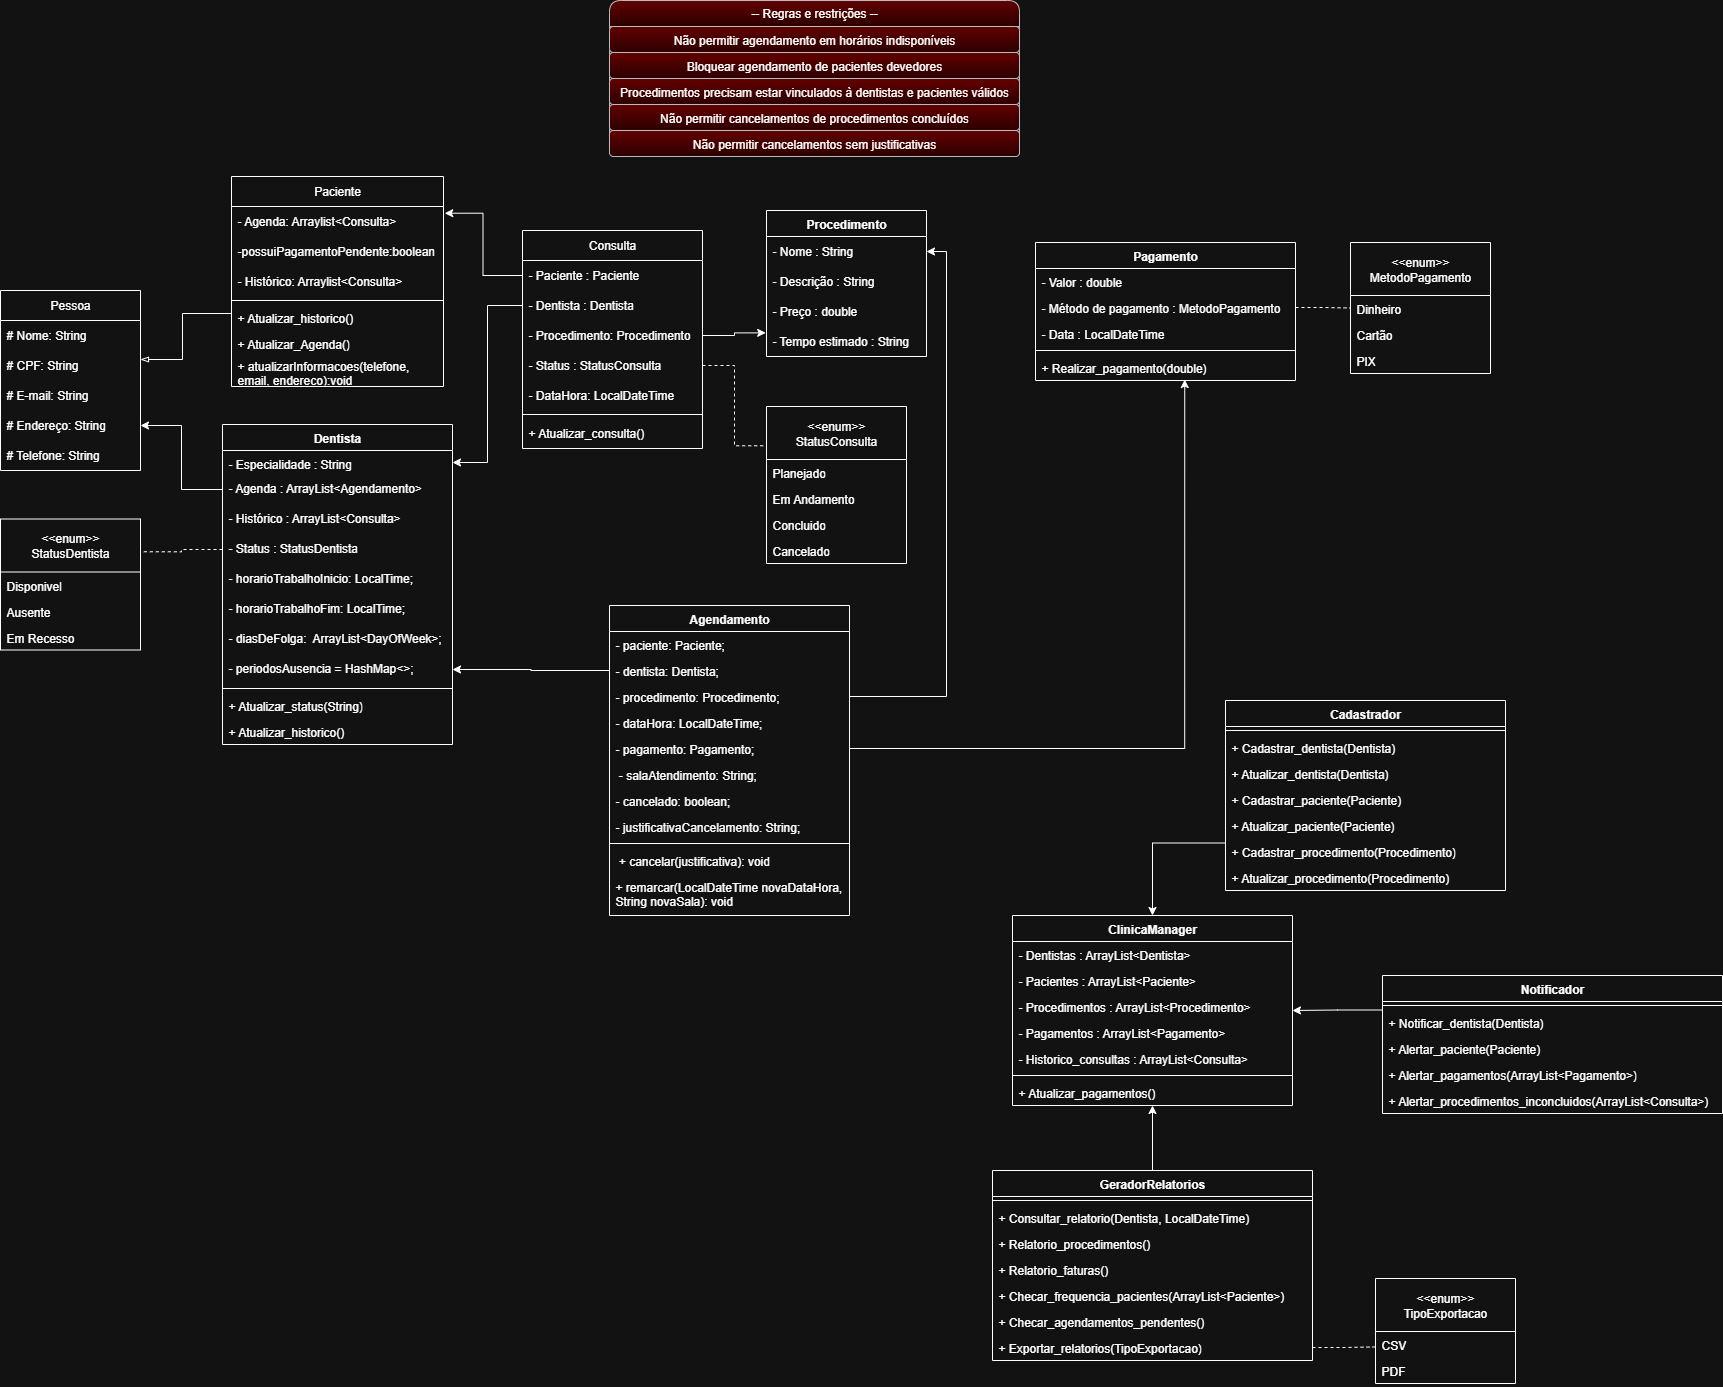 -- Regras e restrições --
Não permitir agendamento em horários indisponíveis
Bloquear agendamento de pacientes devedores
Procedimentos precisam estar vinculados à dentistas e pacientes válidos
Não permitir cancelamentos de procedimentos concluídos
Não permitir cancelamentos sem justificativas
Paciente
- Agenda: Arraylist<Consulta>
-possuiPagamentoPendente:boolean
- Histórico: Arraylist<Consulta>
+ Atualizar_historico()
+ Atualizar_Agenda()
+ atualizarInformacoes(telefone,
email, endereco):void
Pessoa
# Nome: String
# CPF: String
# E-mail: String
# Endereço: String
# Telefone: String
Consulta
- Paciente : Paciente
- Dentista : Dentista
- Procedimento: Procedimento
- Status : StatusConsulta
- DataHora: LocalDateTime
+ Atualizar_consulta()
Procedimento
- Nome : String
- Descrição : String
- Preço : double
- Tempo estimado : String
Pagamento
- Valor : double
- Método de pagamento : MetodoPagamento
- Data : LocalDateTime
+ Realizar_pagamento(double)
<<enum>>
MetodoPagamento
Dinheiro
Cartão
PIX
<<enum>>
StatusConsulta
Planejado
Em Andamento
Concluido
Cancelado
Dentista
- Especialidade : String
- Agenda : ArrayList<Agendamento>
- Histórico : ArrayList<Consulta>
- Status : StatusDentista
- horarioTrabalhoInicio: LocalTime;
- horarioTrabalhoFim: LocalTime;
- diasDeFolga:  ArrayList<DayOfWeek>;
- periodosAusencia = HashMap<>;
+ Atualizar_status(String)
+ Atualizar_historico()
<<enum>>
StatusDentista
Disponivel
Ausente
Em Recesso
Agendamento
- paciente: Paciente;
- dentista: Dentista;
- procedimento: Procedimento;
- dataHora: LocalDateTime;
- pagamento: Pagamento;
- salaAtendimento: String;
- cancelado: boolean;
- justificativaCancelamento: String;
+ cancelar(justificativa): void
+ remarcar(LocalDateTime novaDataHora,
String novaSala): void
Cadastrador
+ Cadastrar_dentista(Dentista)
+ Atualizar_dentista(Dentista)
+ Cadastrar_paciente(Paciente)
+ Atualizar_paciente(Paciente)
+ Cadastrar_procedimento(Procedimento)
+ Atualizar_procedimento(Procedimento)
ClinicaManager
- Dentistas : ArrayList<Dentista>
- Pacientes : ArrayList<Paciente>
- Procedimentos : ArrayList<Procedimento>
- Pagamentos : ArrayList<Pagamento>
- Historico_consultas : ArrayList<Consulta>
+ Atualizar_pagamentos()
Notificador
+ Notificar_dentista(Dentista)
+ Alertar_paciente(Paciente)
+ Alertar_pagamentos(ArrayList<Pagamento>)
+ Alertar_procedimentos_inconcluidos(ArrayList<Consulta>)
GeradorRelatorios
+ Consultar_relatorio(Dentista, LocalDateTime)
+ Relatorio_procedimentos()
+ Relatorio_faturas()
+ Checar_frequencia_pacientes(ArrayList<Paciente>)
+ Checar_agendamentos_pendentes()
+ Exportar_relatorios(TipoExportacao)
<<enum>>
TipoExportacao
CSV
PDF